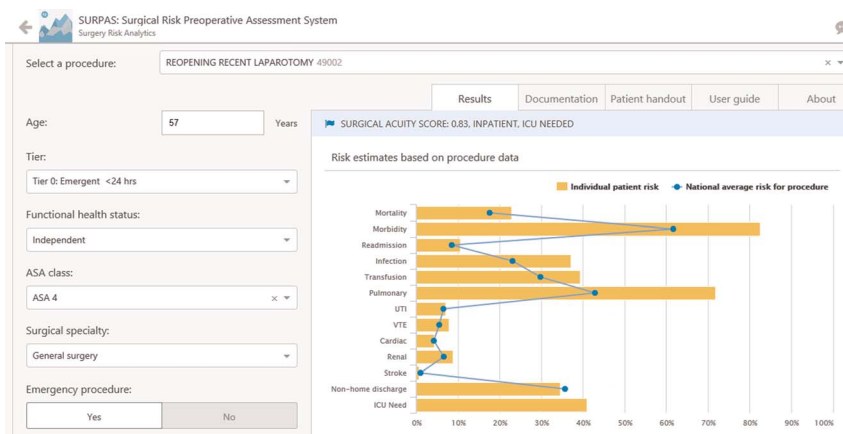 SURPAS: Surgical Risk Preoperative Assessment System
Surgery Risk Analytics
Select a procedure:
REOPENING RECENT LAPAROTOMY 49002
Results
Documentation
Patient handout
User guide
About
Age:
57
Years
SURGICAL ACUITY SCORE: 0.83, INPATIENT, ICU NEEDED
Tier:
Tier 0: Emergent <24 hrs
Functional health status:
Independent
ASA class:
ASA 4
Surgical specialty:
General surgery
Emergency procedure:
Yes
No
Risk estimates based on procedure data
Individual patient risk
National average risk for procedure
Mortality
Morbidity
Readmission
Infection
Transfusion
Pulmonary
UTI
VTE
Cardiac
Renal
Stroke
Non-home discharge
ICU Need
0% 10% 20% 30% 40% 50% 60% 70% 80% 90% 100%